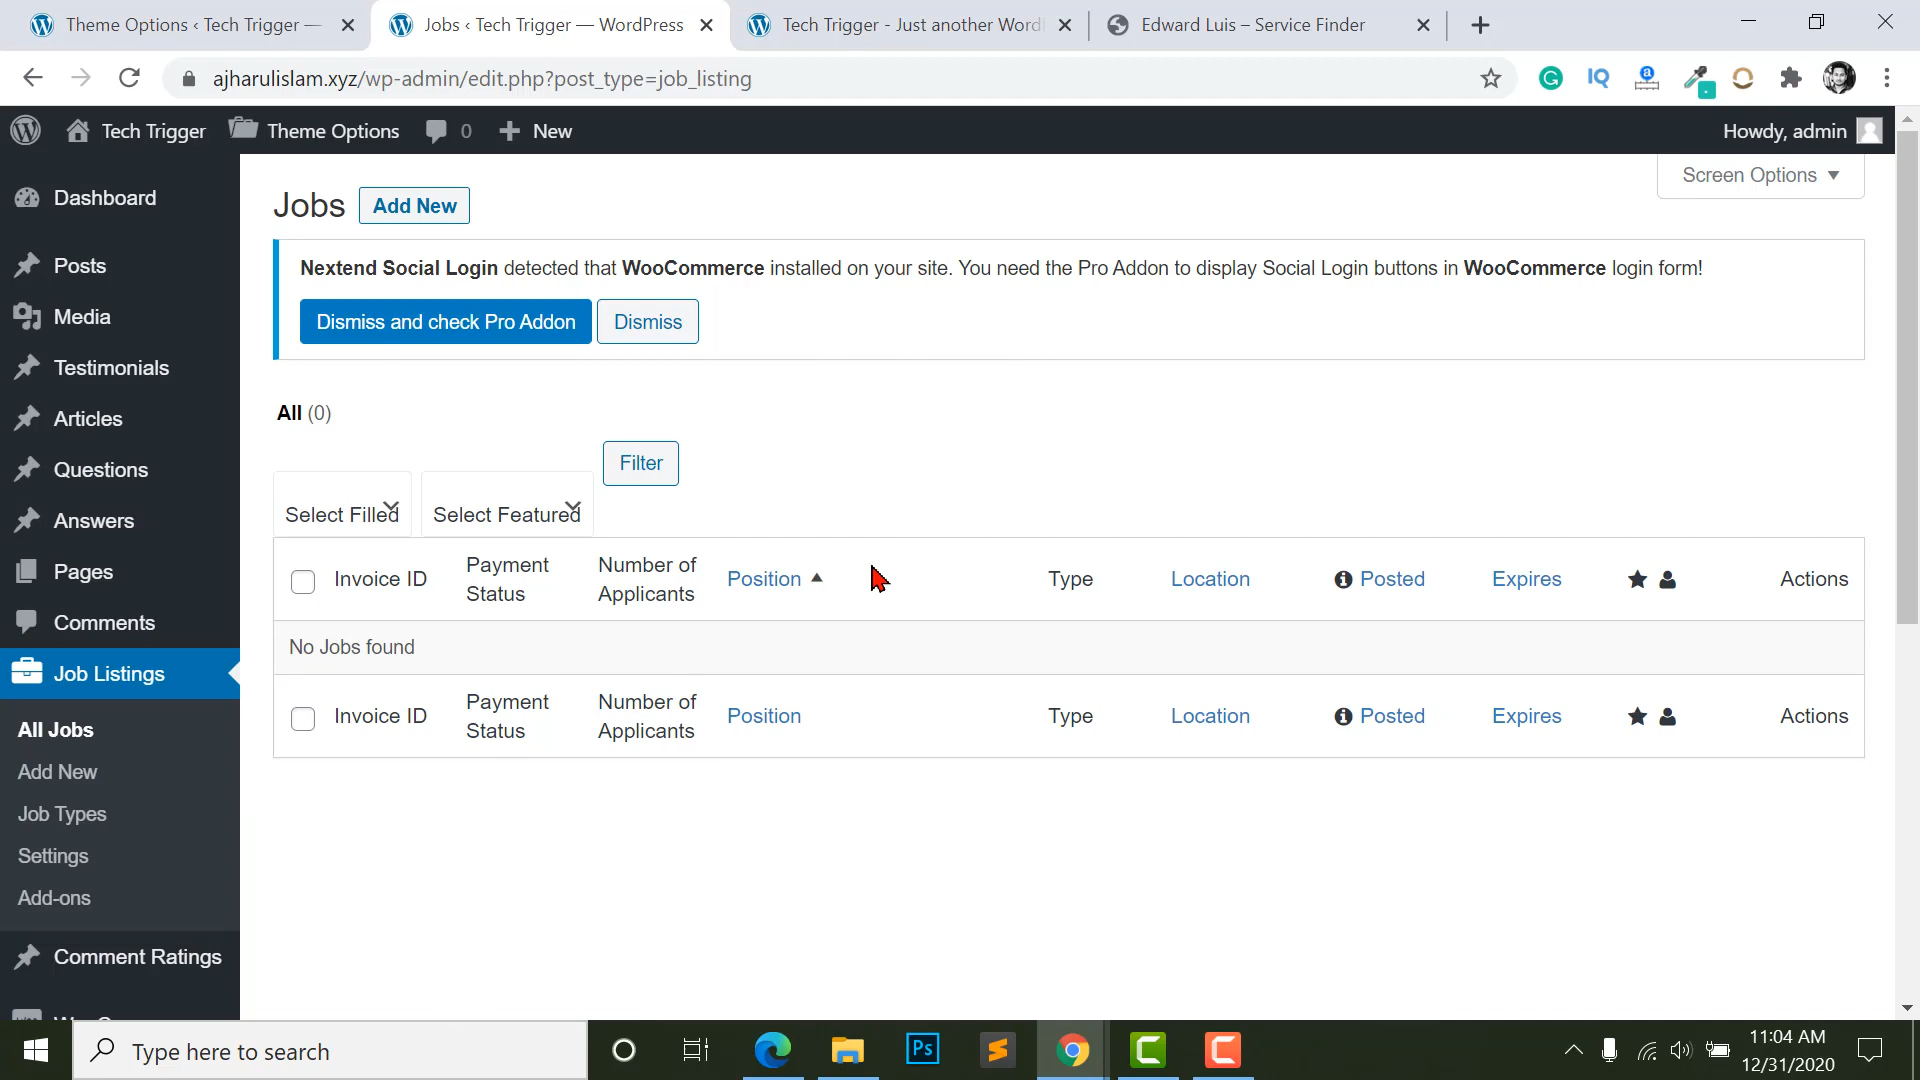 Theme Options ‹ Tech Trigger —
Jobs ‹ Tech Trigger — WordPress
Tech Trigger - Just another Word
Edward Luis – Service Finder
ajharulislam.xyz/wp-admin/edit.php?post_type=job_listing
Tech Trigger
Theme Options
0
New
Howdy, admin
Screen Options
Dashboard
Posts
Media
Testimonials
Articles
Questions
Answers
Pages
Comments
Job Listings
All Jobs
Add New
Job Types
Settings
Add-ons
Comment Ratings
Jobs
Add New
Nextend Social Login detected that WooCommerce installed on your site. You need the Pro Addon to display Social Login buttons in WooCommerce login form!
Dismiss and check Pro Addon
Dismiss
All (0)
Select Filled
Select Featured
Filter
Invoice ID
Payment
Status
Number of
Applicants
Position
Type
Location
Posted
Expires
Actions
No Jobs found
Invoice ID
Payment
Status
Number of
Applicants
Position
Type
Location
Posted
Expires
Actions
Type here to search
Ps
11:04 AM
12/31/2020